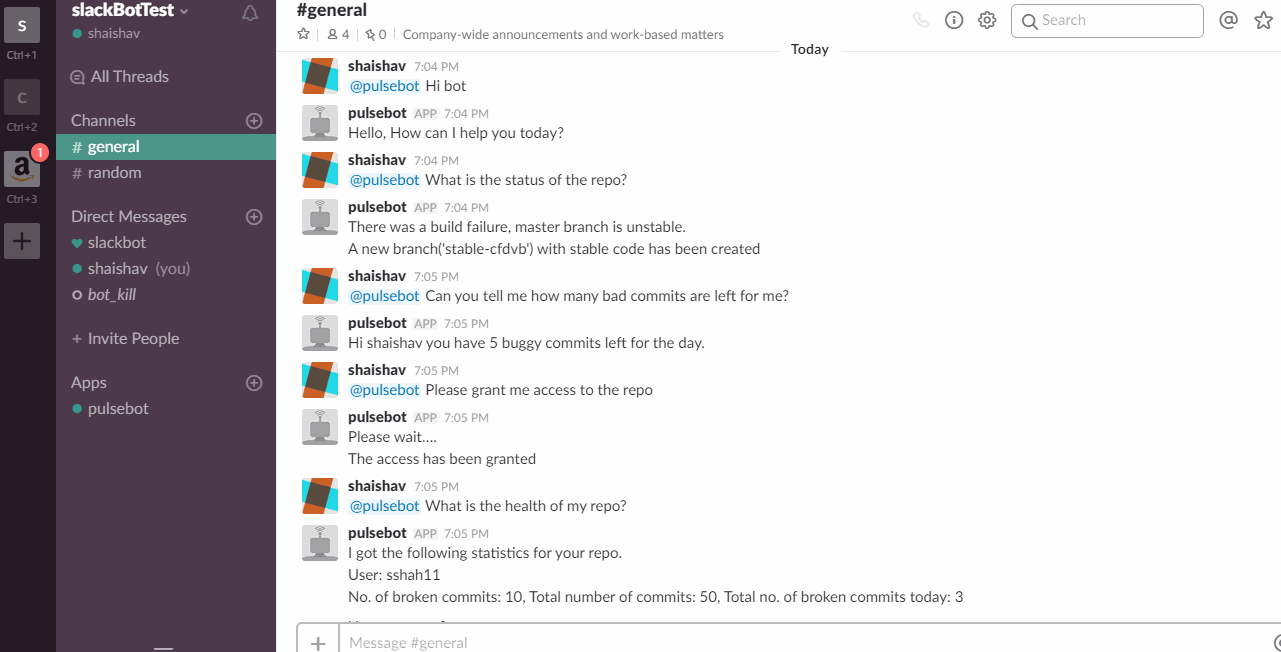 S
Ctrl+1
C
Ctrl+2
a
1
Ctrl+3
+
slackBotTest
shaishav
All Threads
Channels
# general
# random
Direct Messages
slackbot
shaishav (you)
bot_kill
+ Invite People
Apps
pulsebot
#general
4 | 0 | Company-wide announcements and work-based matters
Search
@
Today
shaishav 7:04 PM
@pulsebot Hi bot
pulsebot APP 7:04 PM
Hello, How can I help you today?
shaishav 7:04 PM
@pulsebot What is the status of the repo?
pulsebot APP 7:04 PM
There was a build failure, master branch is unstable.
A new branch('stable-cfdvb') with stable code has been created
shaishav 7:05 PM
@pulsebot Can you tell me how many bad commits are left for me?
pulsebot APP 7:05 PM
Hi shaishav you have 5 buggy commits left for the day.
shaishav 7:05 PM
@pulsebot Please grant me access to the repo
pulsebot APP 7:05 PM
Please wait....
The access has been granted
shaishav 7:05 PM
@pulsebot What is the health of my repo?
pulsebot APP 7:05 PM
I got the following statistics for your repo.
User: sshah11
No. of broken commits: 10, Total number of commits: 50, Total no. of broken commits today: 3
+ Message #general